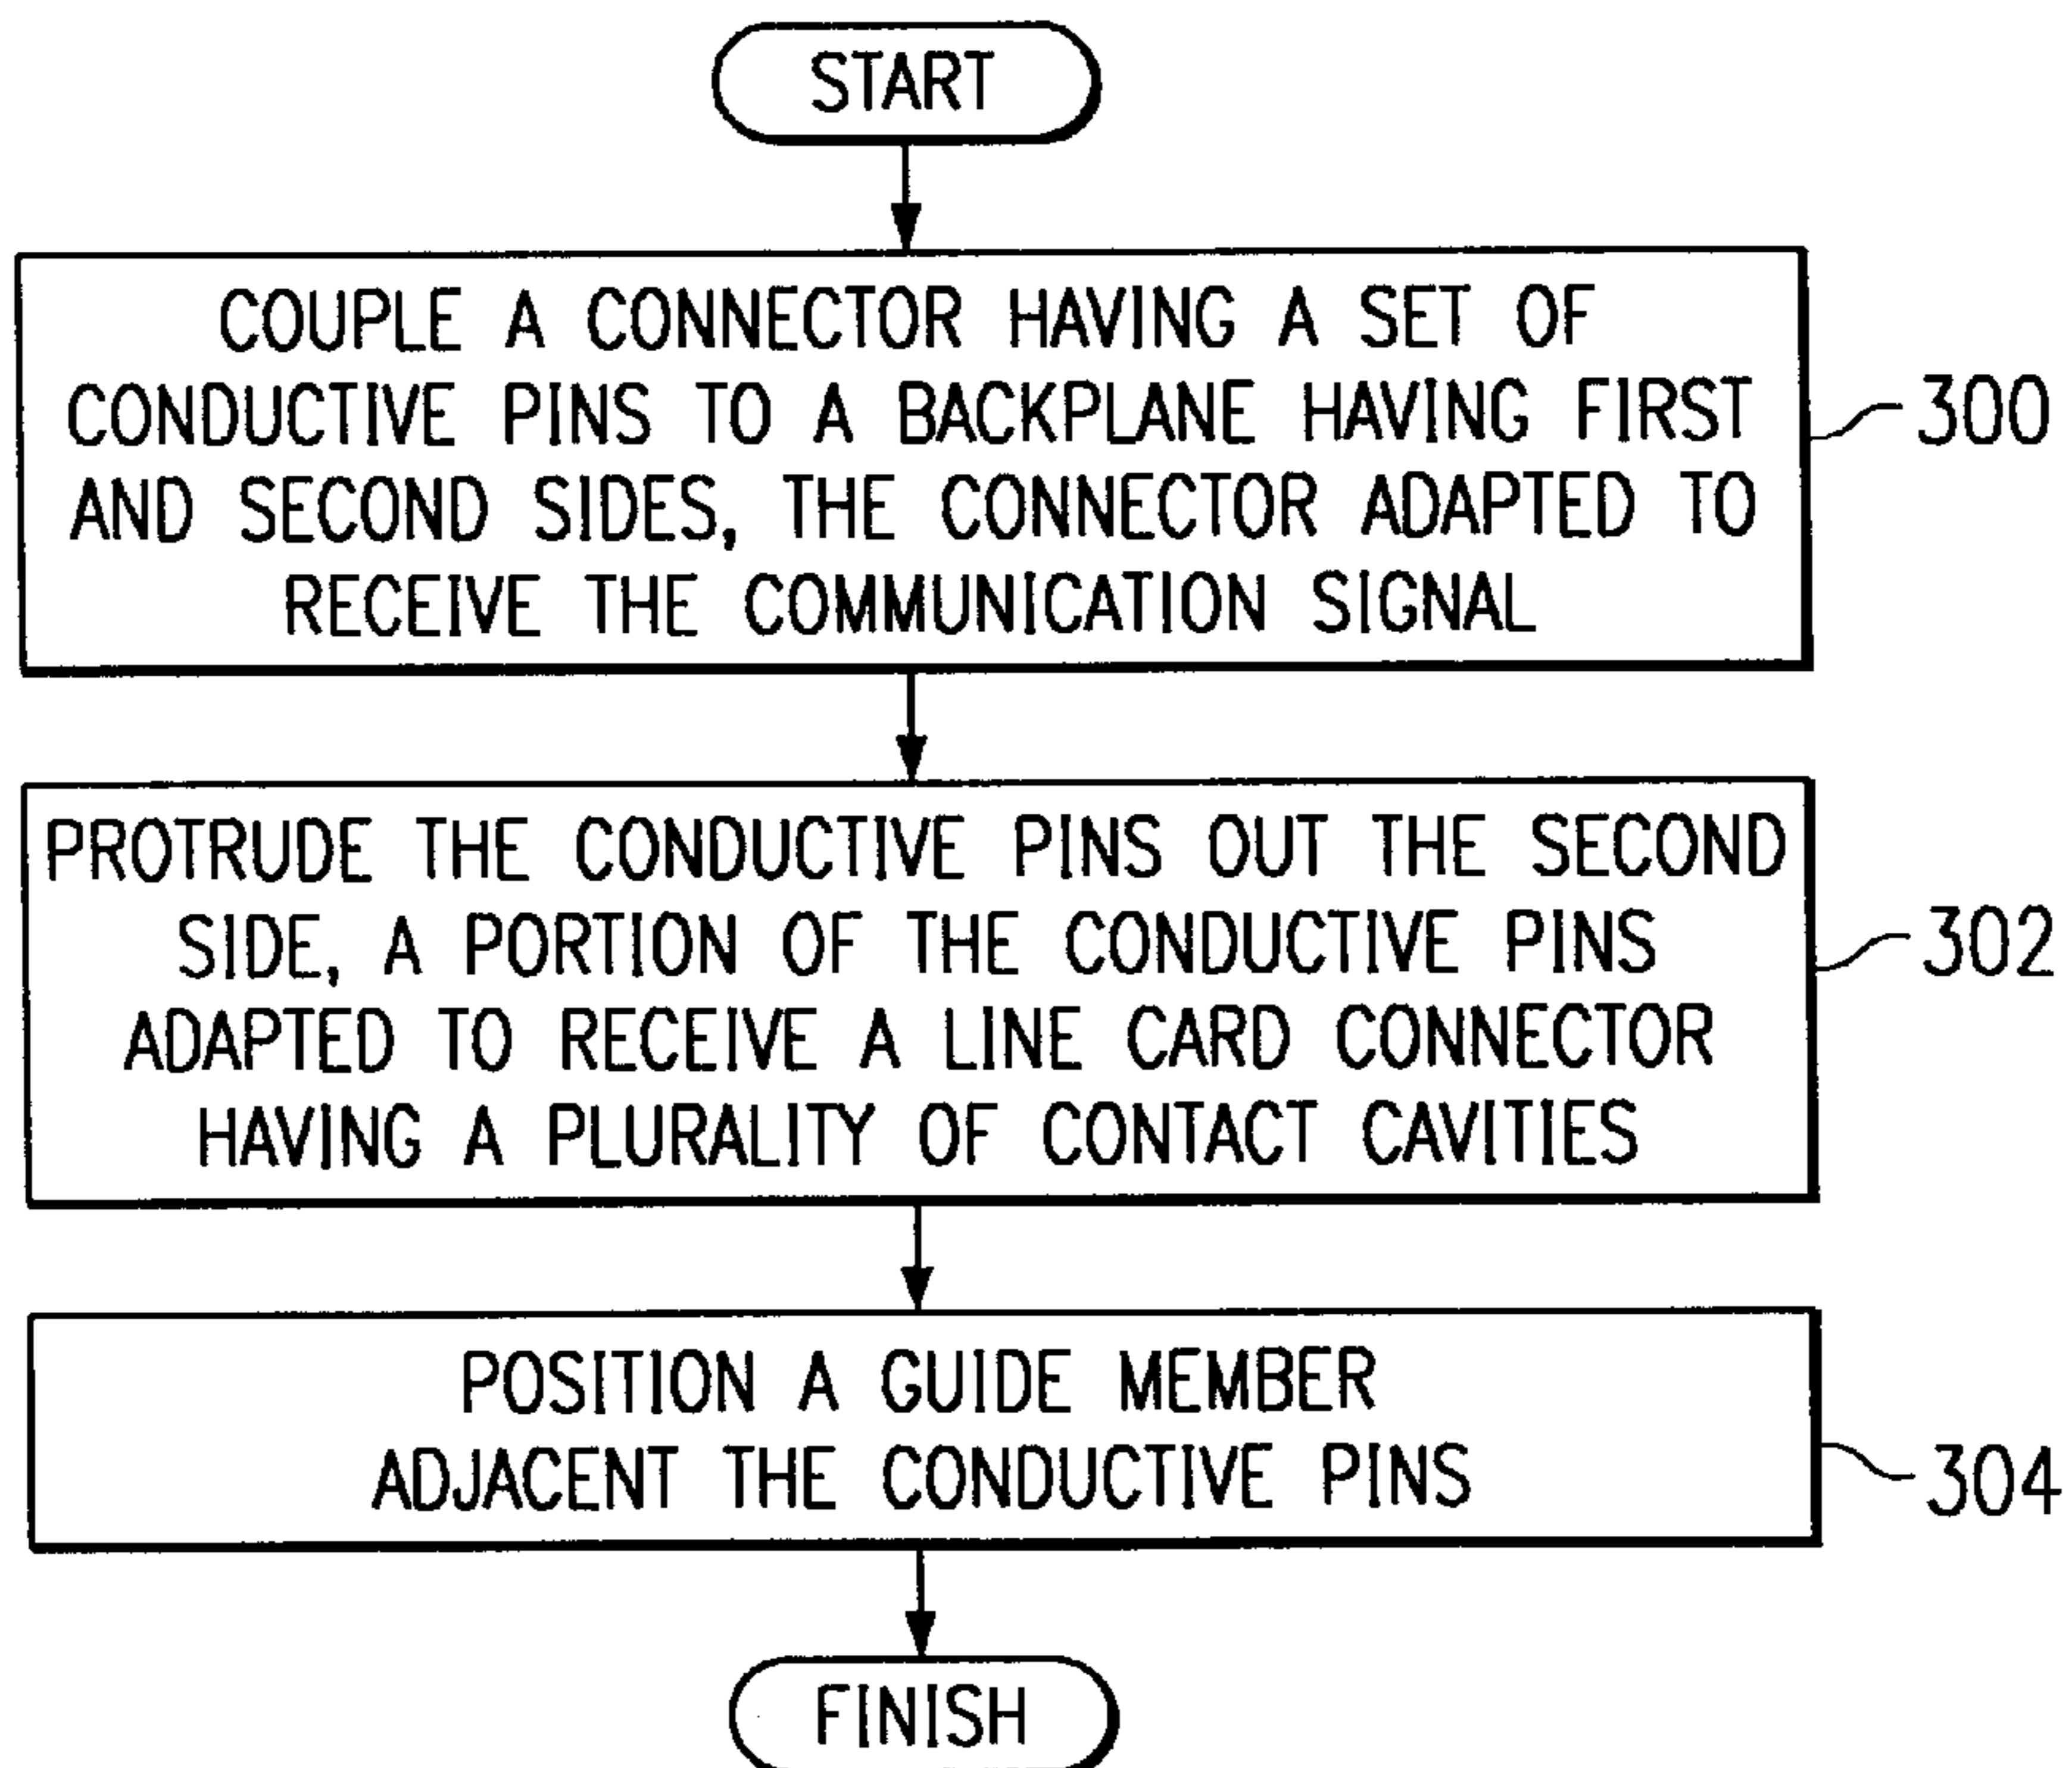 START
COUPLE A CONNECTOR HAVING A SET OF
CONDUCTIVE PINS TO A BACKPLANE HAVING FIRST
AND SECOND SIDES, THE CONNECTOR ADAPTED TO
RECEIVE THE COMMUNICATION SIGNAL
300
PROTRUDE THE CONDUCTIVE PINS OUT THE SECOND
SIDE, A PORTION OF THE CONDUCTIVE PINS
ADAPTED TO RECEIVE A LINE CARD CONNECTOR
HAVING A PLURALITY OF CONTACT CAVITIES
302
POSITION A GUIDE MEMBER
ADJACENT THE CONDUCTIVE PINS
304
FINISH